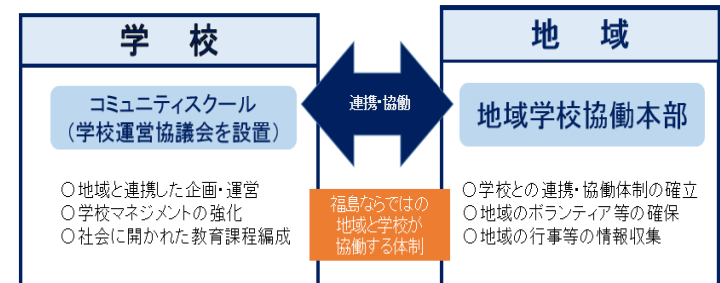 学 校
コミュニティスクール
(学校運営協議会を設置)
○地域と連携した企画・運営
○学校マネジメントの強化
○社会に開かれた教育課程編成
連携・協働
福島ならではの
地域と学校が
協働する体制
地 域
地域学校協働本部
○学校との連携・協働体制の確立
○地域のボランティア等の確保
○地域の行事等の情報収集